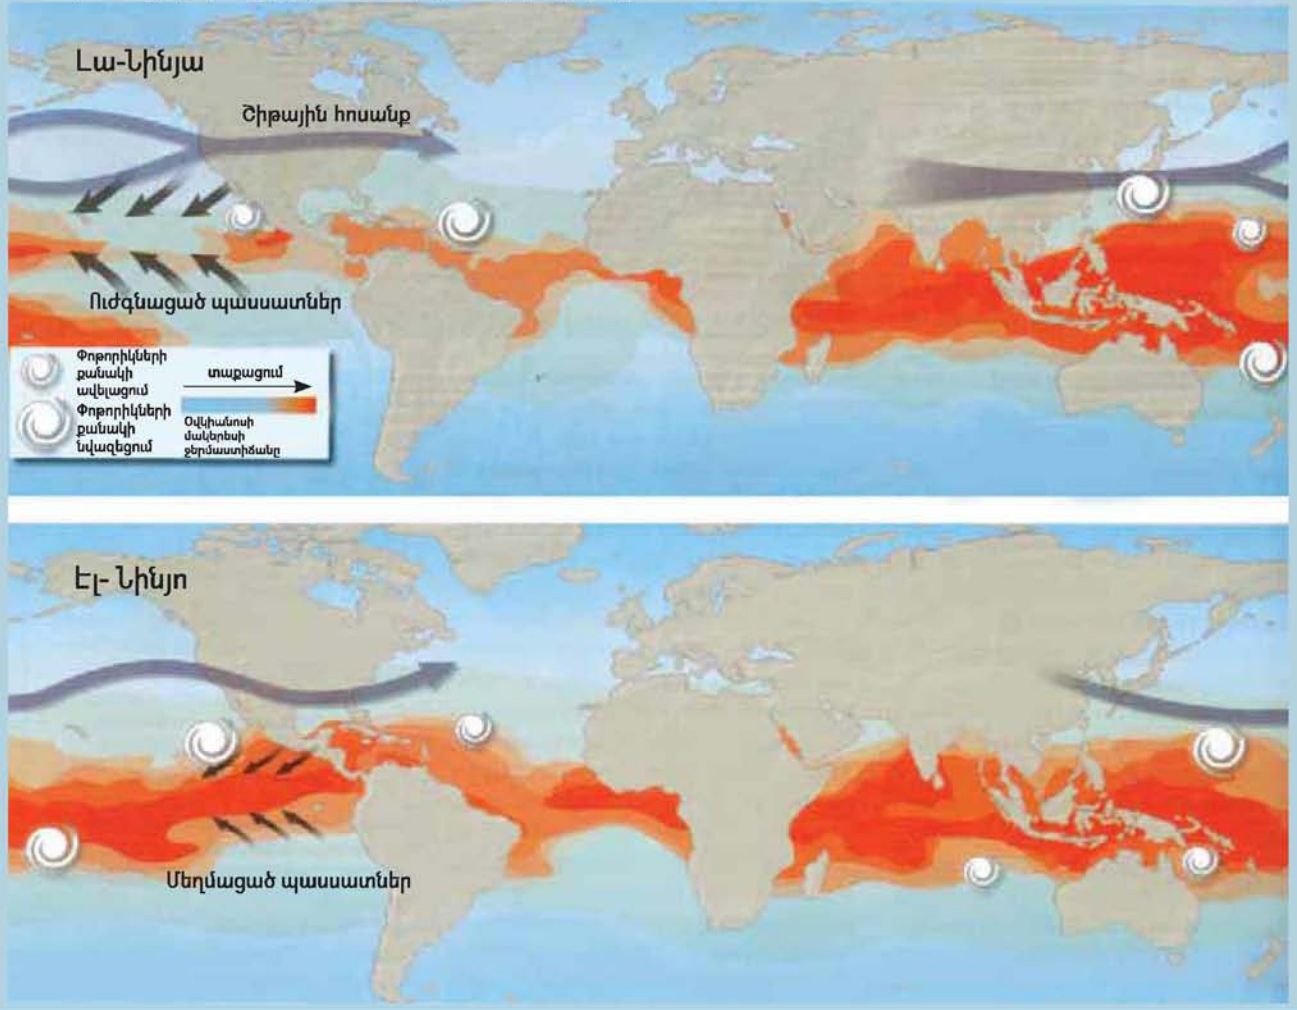 Լա-Նինյա
Շիթային հոսանք
Ուժգնացած պասսատներ
Փոթորիկների
քանակի
ավելացում
Փոթորիկների
քանակի
նվազեցում
տաքացում
Օվկիանոսի
մակերեսի
ջերմաստիճանը
Էլ- Նինյո
Մեղմացած պասսատներ